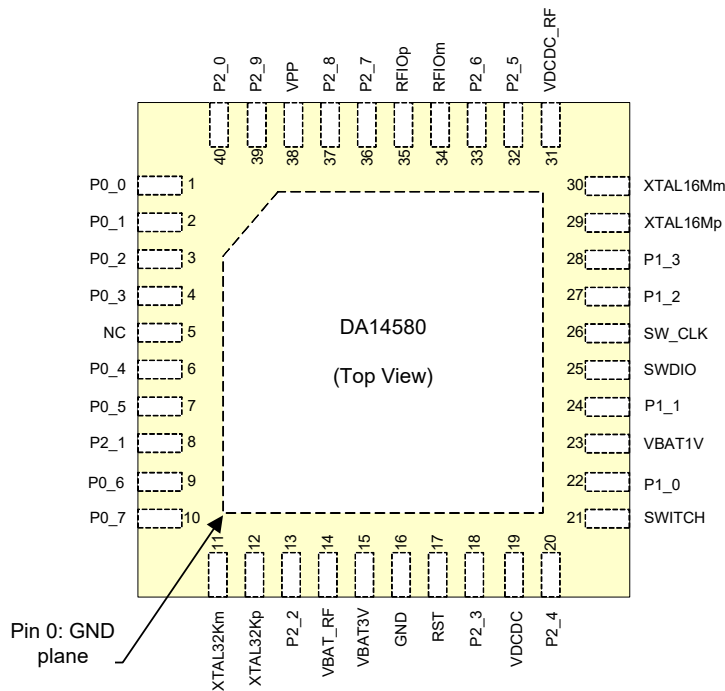 P2_0
P2_9
VPP
P2_8
P2_7
RFIOp
RFIOm
P2_6
P2_5
VDCDC_RF
40
39
38
37
36
35
34
33
32
31
P0_0 1
P0_1 2
P0_2 3
P0_3 4
NC 5
P0_4 6
P0_5 7
P2_1 8
P0_6 9
P0_7 10
DA14580
(Top View)
30 XTAL16Mm
29 XTAL16Mp
28 P1_3
27 P1_2
26 SW_CLK
25 SWDIO
24 P1_1
23 VBAT1V
22 P1_0
21 SWITCH
11
12
13
14
15
16
17
18
19
20
XTAL32Km
XTAL32Kp
P2_2
VBAT_RF
VBAT3V
GND
RST
P2_3
VDCDC
P2_4
Pin 0: GND
plane